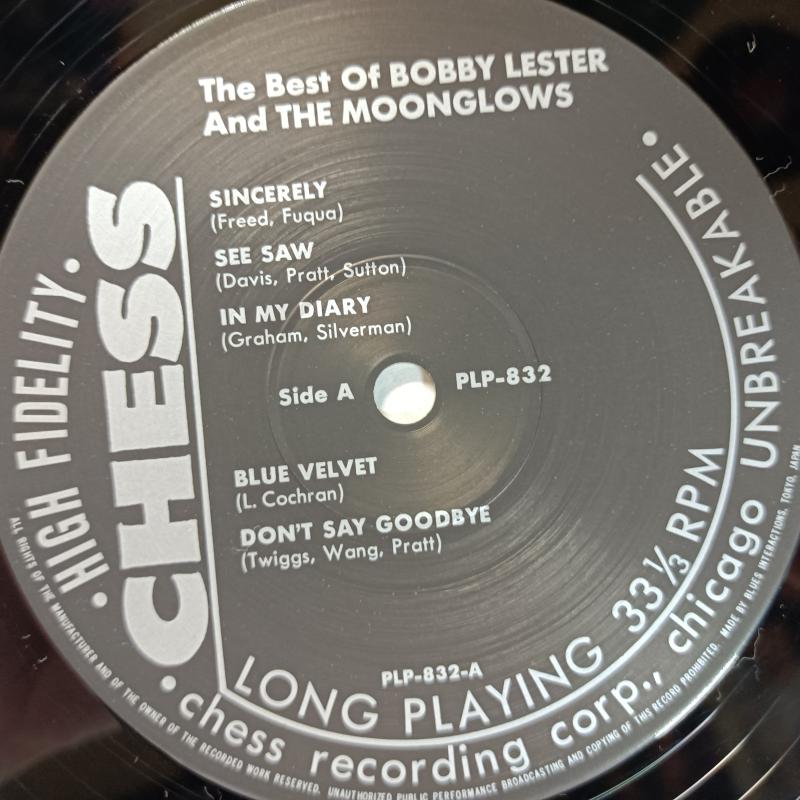 The Best Of BOBBY LESTER
And THE MOONGLOWS
SINCERELY
(Freed, Fuqua)
SEE SAW
(Davis, Pratt, Sutton)
IN MY DIARY
(Graham, Silverman)
Side A
PLP-832
BLUE VELVET
(L. Cochran)
DON'T SAY GOODBYE
(Twiggs, Wang, Pratt)
PLP-832-A
• HIGH FIDELITY •
CHESS
LONG PLAYING 33⅓ RPM
• chess recording corp., chicago UNBREAKABLE •
ALL RIGHTS OF THE MANUFACTURER AND OF THE OWNER OF THE RECORDED WORK RESERVED. UNAUTHORIZED PUBLIC PERFORMANCE BROADCASTING AND COPYING OF THIS RECORD PROHIBITED. MADE BY BLUES INTERACTIONS, TOKYO, JAPAN